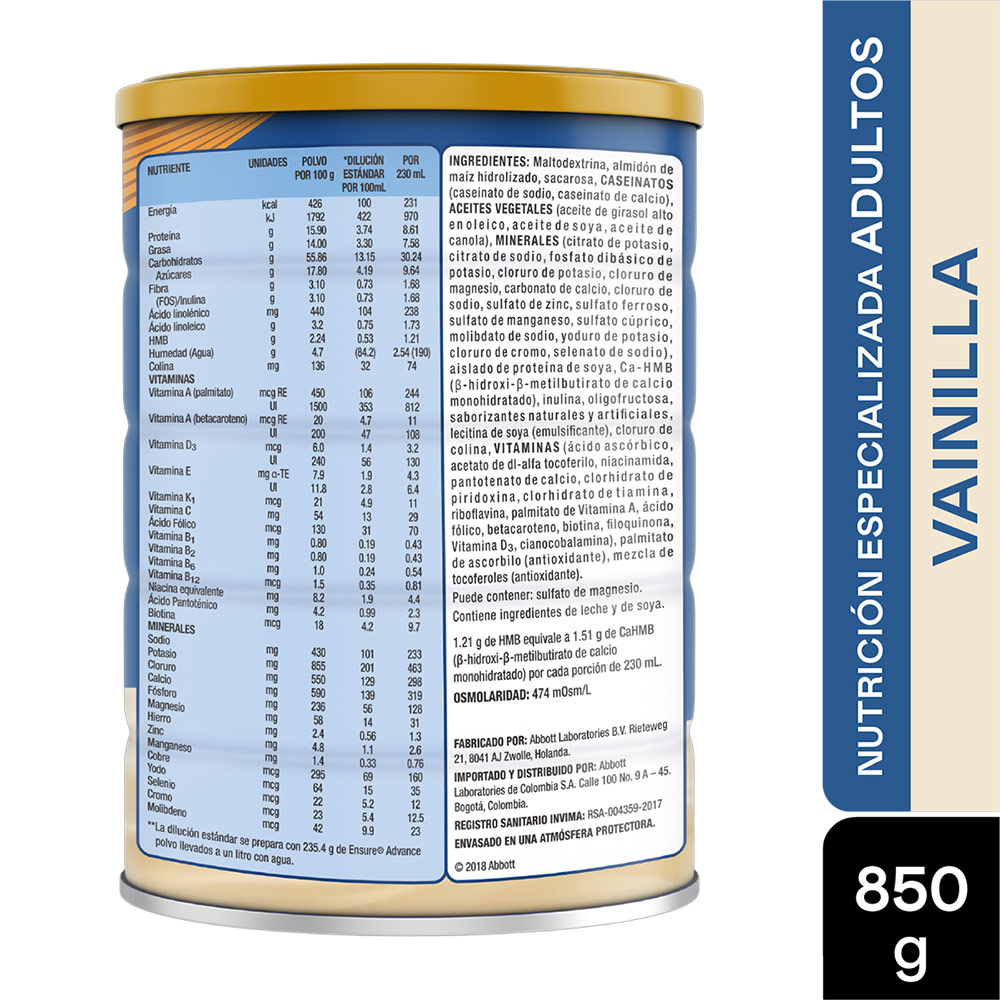 NUTRIENTE UNIDADES POLVO POR 100 g *DILUCIÓN ESTÁNDAR POR 100mL POR 230 mL
Energía kcal 426 100 231
kJ 1792 422 970
Proteína g 15.90 3.74 8.61
Grasa g 14.00 3.30 7.58
Carbohidratos g 55.86 13.15 30.24
Azúcares g 17.80 4.19 9.64
Fibra g 3.10 0.73 1.68
(FOS)/Inulina g 3.10 0.73 1.68
Ácido linolénico mg 440 104 238
Ácido linoleico g 3.2 0.75 1.73
HMB g 2.24 0.53 1.21
Humedad (Agua) g 4.7 (84.2) 2.54 (190)
Colina mg 136 32 74
VITAMINAS
Vitamina A (palmitato) mcg RE 450 106 244
UI 1500 353 812
Vitamina A (betacaroteno) mcg RE 20 4.7 11
UI 200 47 108
Vitamina D3 mcg 6.0 1.4 3.2
UI 240 56 130
Vitamina E mg α-TE 7.9 1.9 4.3
UI 11.8 2.8 6.4
Vitamina K1 mcg 21 4.9 11
Vitamina C mg 54 13 29
Ácido Fólico mcg 130 31 70
Vitamina B1 mg 0.80 0.19 0.43
Vitamina B2 mg 0.80 0.19 0.43
Vitamina B6 mg 1.0 0.24 0.54
Vitamina B12 mcg 1.5 0.35 0.81
Niacina equivalente mg 8.2 1.9 4.4
Ácido Pantoténico mg 4.2 0.99 2.3
Biotina mcg 18 4.2 9.7
MINERALES
Sodio mg 430 101 233
Potasio mg 855 201 463
Cloruro mg 550 129 298
Calcio mg 590 139 319
Fósforo mg 236 56 128
Magnesio mg 58 14 31
Hierro mg 2.4 0.56 1.3
Zinc mg 4.8 1.1 2.6
Manganeso mg 1.4 0.33 0.76
Cobre mcg 295 69 160
Yodo mcg 64 15 35
Selenio mcg 22 5.2 12
Cromo mcg 23 5.4 12.5
Molibdeno mcg 42 9.9 23
**La dilución estándar se prepara con 235.4 g de Ensure® Advance
polvo llevados a un litro con agua.
INGREDIENTES: Maltodextrina, almidón de
maíz hidrolizado, sacarosa, CASEINATOS
(caseinato de sodio, caseinato de calcio),
ACEITES VEGETALES (aceite de girasol alto
en oleico, aceite de soya, aceite de
canola), MINERALES (citrato de potasio,
citrato de sodio, fosfato dibásico de
potasio, cloruro de potasio, cloruro de
magnesio, carbonato de calcio, cloruro de
sodio, sulfato de zinc, sulfato ferroso,
sulfato de manganeso, sulfato cúprico,
molibdato de sodio, yoduro de potasio,
cloruro de cromo, selenato de sodio),
aislado de proteína de soya, Ca-HMB
(β-hidroxi-β-metilbutirato de calcio
monohidratado), inulina, oligofructosa,
saborizantes naturales y artificiales,
lecitina de soya (emulsificante), cloruro de
colina, VITAMINAS (ácido ascórbico,
acetato de dl-alfa tocoferilo, niacinamida,
pantotenato de calcio, clorhidrato de
piridoxina, clorhidrato de tiamina,
riboflavina, palmitato de Vitamina A, ácido
fólico, betacaroteno, biotina, filoquinona,
Vitamina D3, cianocobalamina), palmitato
de ascorbilo (antioxidante), mezcla de
tocoferoles (antioxidante).
Puede contener: sulfato de magnesio.
Contiene ingredientes de leche y de soya.
1.21 g de HMB equivale a 1.51 g de CaHMB
(β-hidroxi-β-metilbutirato de calcio
monohidratado) por cada porción de 230 mL.
OSMOLARIDAD: 474 mOsm/L
FABRICADO POR: Abbott Laboratories B.V. Rieteweg
21, 8041 AJ Zwolle, Holanda.
IMPORTADO Y DISTRIBUIDO POR: Abbott
Laboratories de Colombia S.A. Calle 100 No. 9 A – 45.
Bogotá, Colombia.
REGISTRO SANITARIO INVIMA: RSA-004359-2017
ENVASADO EN UNA ATMÓSFERA PROTECTORA.
© 2018 Abbott
NUTRICIÓN ESPECIALIZADA ADULTOS
VAINILLA
850
g